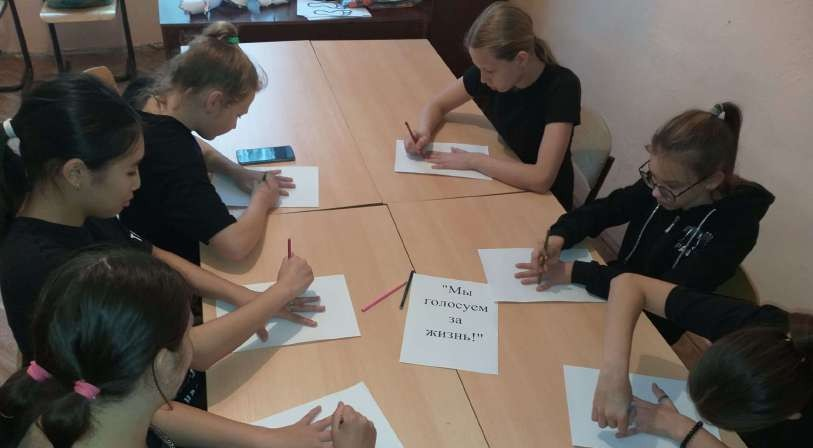 "Мы
голосуем
за
жизнь!"